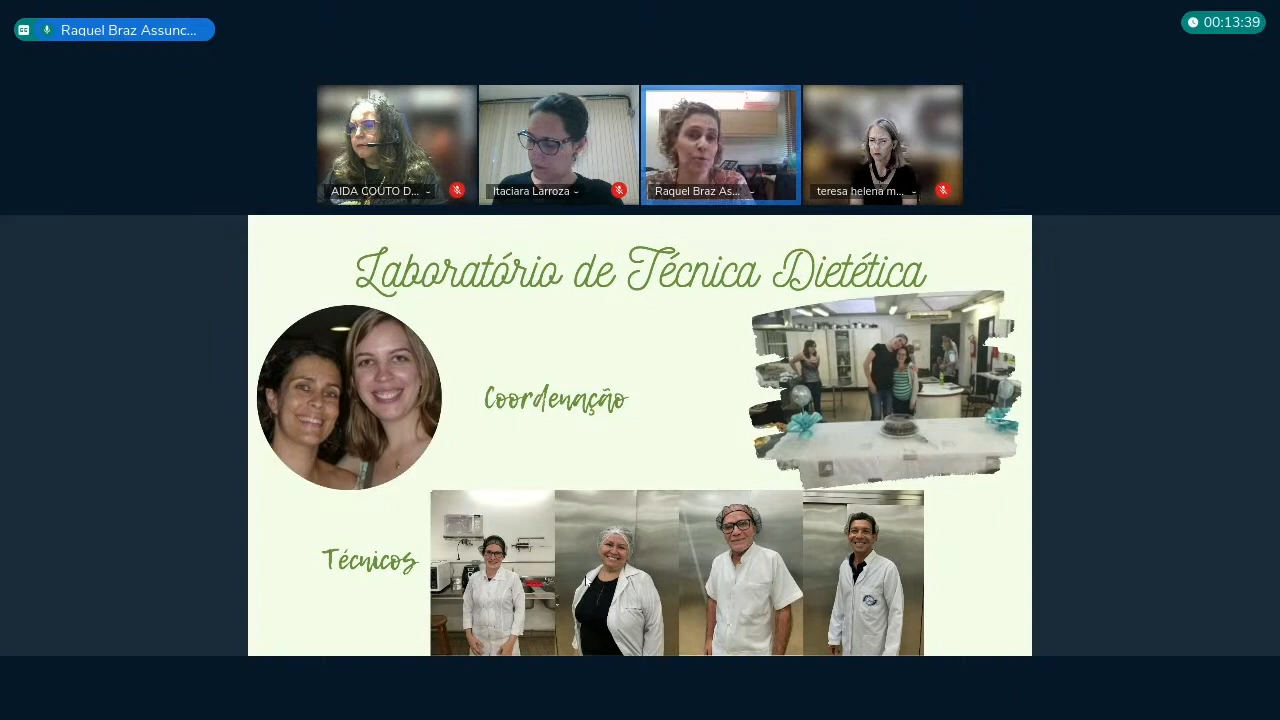 Raquel Braz Assunc...
00:13:39
AIDA COUTO D...
Itaciara Larroza
Raquel Braz As...
teresa helena m...
Laboratório de Técnica Dietética
Coordenação
Técnicos